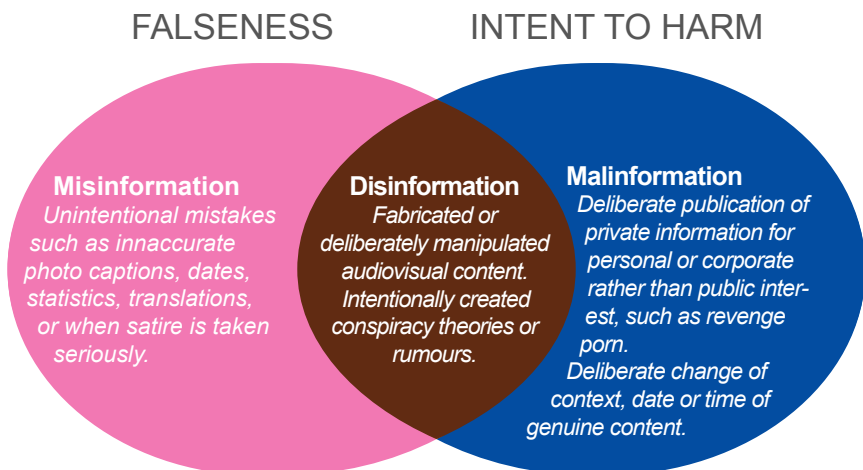 FALSENESS
INTENT TO HARM
Misinformation
Unintentional mistakes
such as innaccurate
photo captions, dates,
statistics, translations,
or when satire is taken
seriously.
Disinformation
Fabricated or
deliberately manipulated
audiovisual content.
Intentionally created
conspiracy theories or
rumours.
Malinformation
Deliberate publication of
private information for
personal or corporate
rather than public inter-
est, such as revenge
porn.
Deliberate change of
context, date or time of
genuine content.